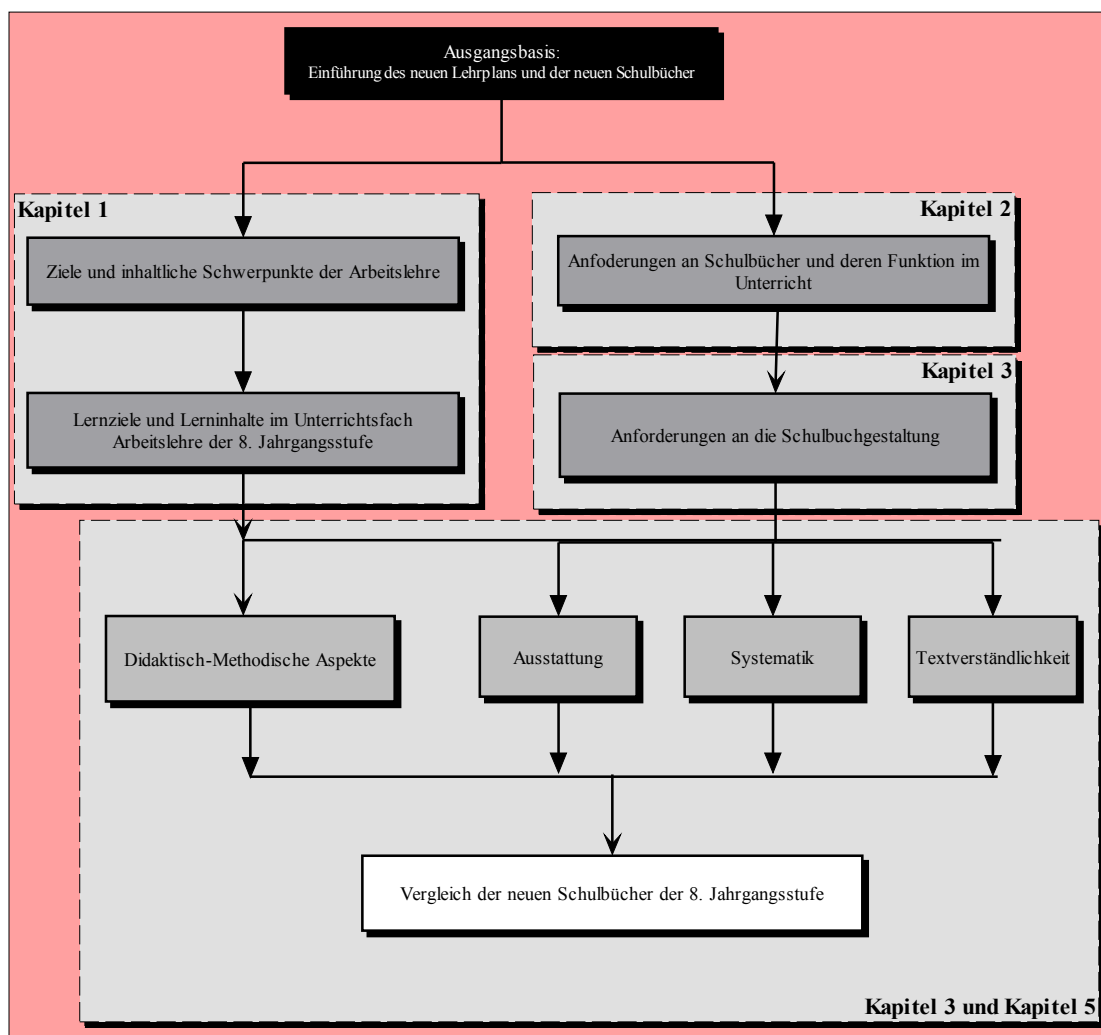 Ausgangsbasis:
Einführung des neuen Lehrplans und der neuen Schulbücher
Kapitel 1
Ziele und inhaltliche Schwerpunkte der Arbeitslehre
Lernziele und Lerninhalte im Unterrichtsfach
Arbeitslehre der 8. Jahrgangsstufe
Kapitel 2
Anfoderungen an Schulbücher und deren Funktion im
Unterricht
Kapitel 3
Anforderungen an die Schulbuchgestaltung
Didaktisch-Methodische Aspekte
Ausstattung
Systematik
Textverständlichkeit
Vergleich der neuen Schulbücher der 8. Jahrgangsstufe
Kapitel 3 und Kapitel 5